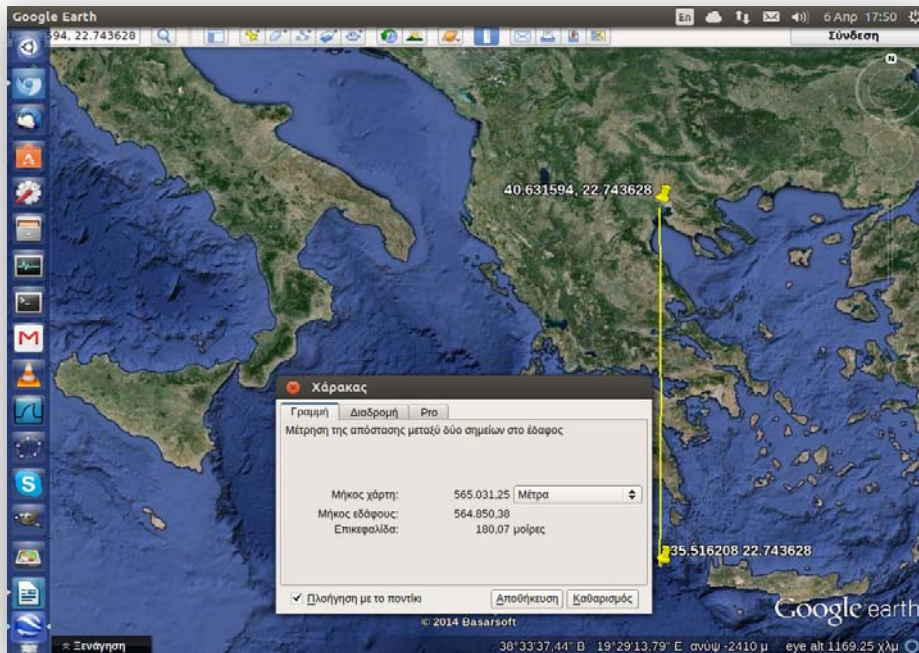 Google Earth
En
6 Απρ 17:50
594, 22.743628
Σύνδεση
N
40.631594, 22.743628
Χάρακας
Γραμμή
Διαδρομή
Pro
Μέτρηση της απόστασης μεταξύ δύο σημείων στο έδαφος
Μήκος χάρτη: 565.031,25 Μέτρα
Μήκος εδάφους: 564.850,38
Επικεφαλίδα: 180,07 μοίρες
35.516208 22.743628
Πλοήγηση με το ποντίκι
Αποθήκευση
Καθαρισμός
Google earth
© 2014 Basarsoft
Ξενάγηση
38°33'37,44" Β 19°29'13,79" Ε ανύψ -2410 μ eye alt 1169.25 χλμ